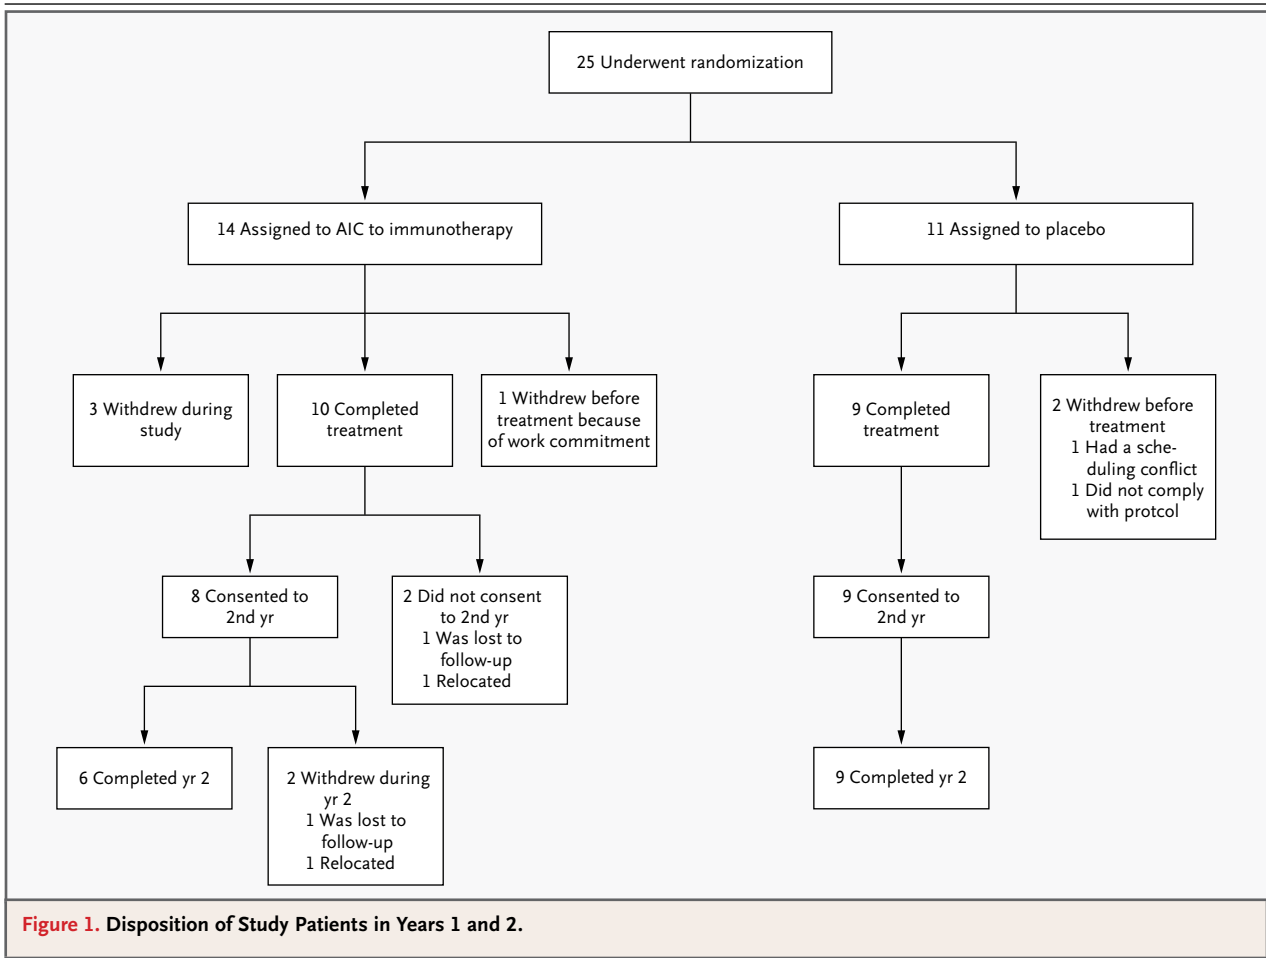 25 Underwent randomization
14 Assigned to AIC to immunotherapy
11 Assigned to placebo
3 Withdrew during
study
10 Completed
treatment
1 Withdrew before
treatment because
of work commitment
9 Completed
treatment
2 Withdrew before
treatment
1 Had a sche-
duling conflict
1 Did not comply
with protcol
8 Consented to
2nd yr
2 Did not consent
to 2nd yr
1 Was lost to
follow-up
1 Relocated
9 Consented to
2nd yr
6 Completed yr 2
2 Withdrew during
yr 2
1 Was lost to
follow-up
1 Relocated
9 Completed yr 2
Figure 1. Disposition of Study Patients in Years 1 and 2.